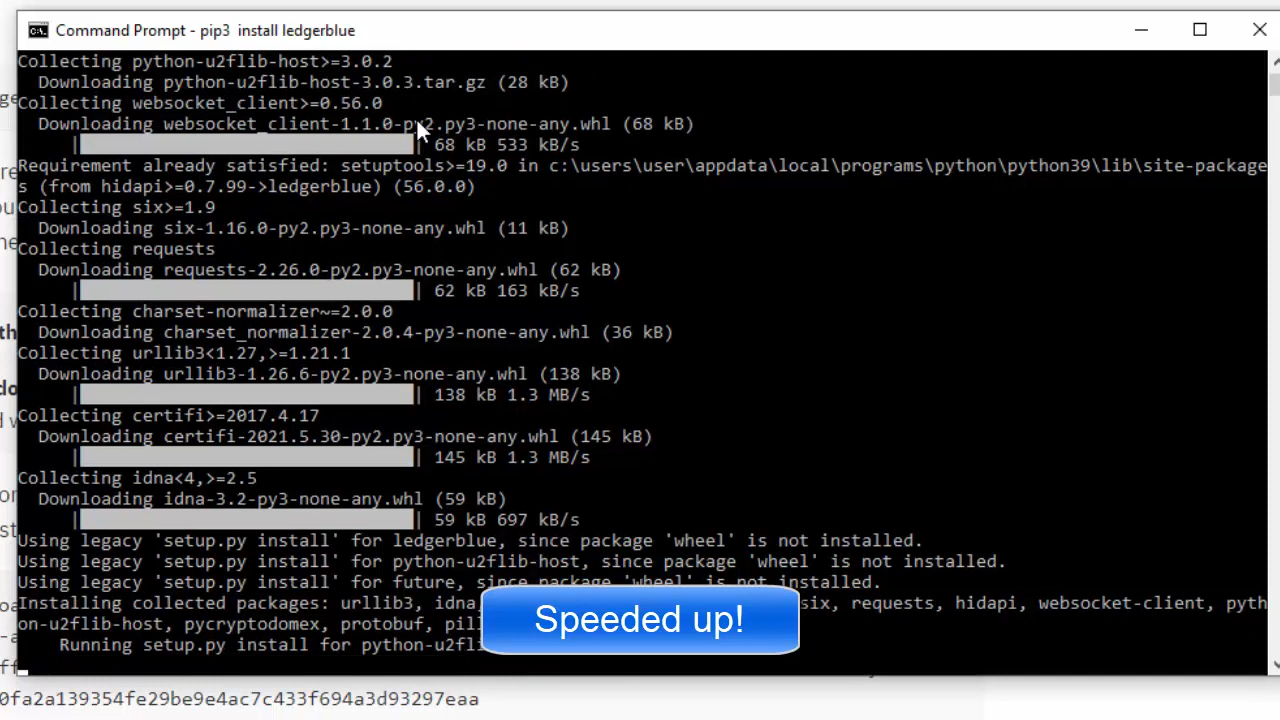 Command Prompt - pip3 install ledgerblue
Collecting python-u2flib-host>=3.0.2
Downloading python-u2flib-host-3.0.3.tar.gz (28 kB)
Collecting websocket_client>=0.56.0
Downloading websocket_client-1.1.0-py2.py3-none-any.whl (68 kB)
| | 68 kB 533 kB/s
Requirement already satisfied: setuptools>=19.0 in c:\users\user\appdata\local\programs\python\python39\lib\site-package
s (from hidapi>=0.7.99->ledgerblue) (56.0.0)
Collecting six>=1.9
Downloading six-1.16.0-py2.py3-none-any.whl (11 kB)
Collecting requests
Downloading requests-2.26.0-py2.py3-none-any.whl (62 kB)
| | 62 kB 163 kB/s
Collecting charset-normalizer~=2.0.0
Downloading charset_normalizer-2.0.4-py3-none-any.whl (36 kB)
Collecting urllib3<1.27,>=1.21.1
Downloading urllib3-1.26.6-py2.py3-none-any.whl (138 kB)
| | 138 kB 1.3 MB/s
Collecting certifi>=2017.4.17
Downloading certifi-2021.5.30-py2.py3-none-any.whl (145 kB)
| | 145 kB 1.3 MB/s
Collecting idna<4,>=2.5
Downloading idna-3.2-py3-none-any.whl (59 kB)
| | 59 kB 697 kB/s
Using legacy 'setup.py install' for ledgerblue, since package 'wheel' is not installed.
Using legacy 'setup.py install' for python-u2flib-host, since package 'wheel' is not installed.
Using legacy 'setup.py install' for future, since package 'wheel' is not installed.
Installing collected packages: urllib3, idna, six, requests, hidapi, websocket-client, pyth
on-u2flib-host, pycryptodomex, protobuf, pil
Running setup.py install for python-u2fli
Speeded up!
0fa2a139354fe29be9e4ac7c433f694a3d93297eaa